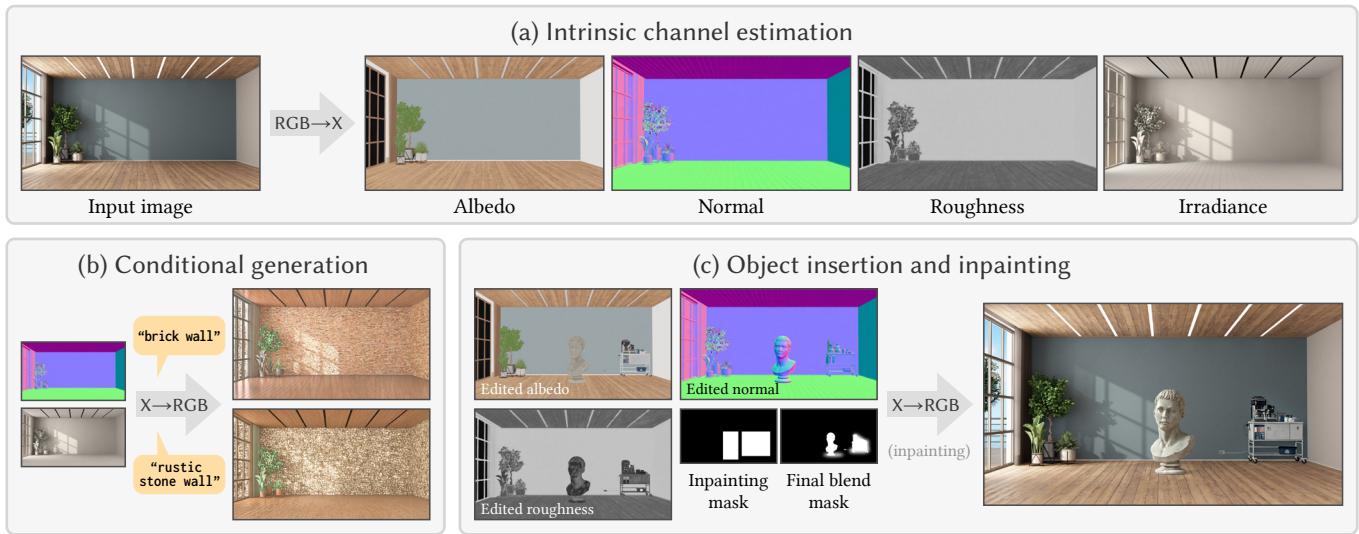 (a) Intrinsic channel estimation
RGB→X
Input image
Albedo
Normal
Roughness
Irradiance
(b) Conditional generation
“brick wall”
X→RGB
“rustic
stone wall”
(c) Object insertion and inpainting
Edited albedo
Edited normal
Edited roughness
Inpainting
mask
Final blend
mask
X→RGB
(inpainting)